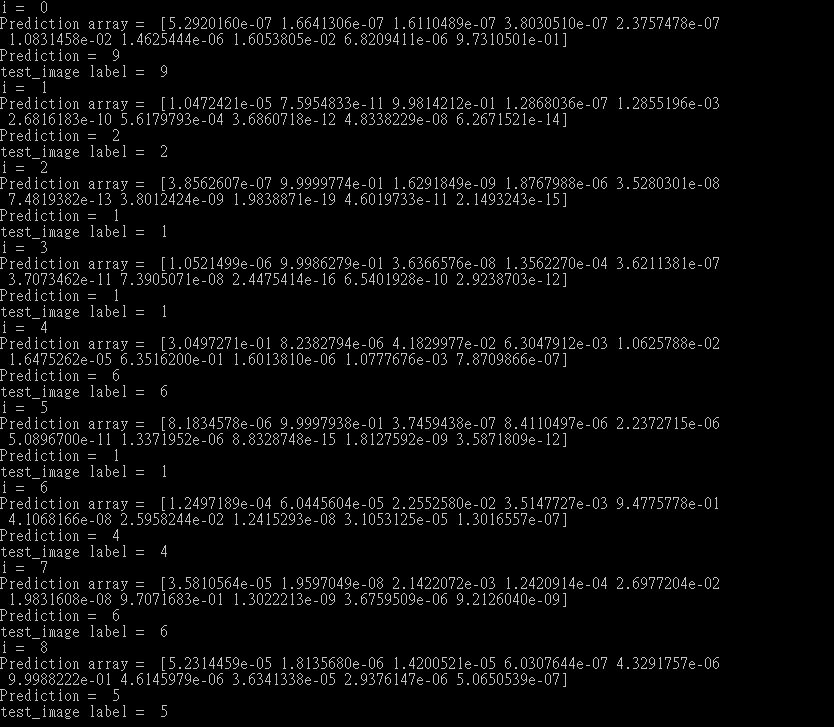 i =  0
Prediction array =  [5.2920160e-07 1.6641306e-07 1.6110489e-07 3.8030510e-07 2.3757478e-07
 1.0831458e-02 1.4625444e-06 1.6053805e-02 6.8209411e-06 9.7310501e-01]
Prediction =  9
test_image label =  9
i =  1
Prediction array =  [1.0472421e-05 7.5954833e-11 9.9814212e-01 1.2868036e-07 1.2855196e-03
 2.6816183e-10 5.6179793e-04 3.6860718e-12 4.8338229e-08 6.2671521e-14]
Prediction =  2
test_image label =  2
i =  2
Prediction array =  [3.8562607e-07 9.9999774e-01 1.6291849e-09 1.8767988e-06 3.5280301e-08
 7.4819382e-13 3.8012424e-09 1.9838871e-19 4.6019733e-11 2.1493243e-15]
Prediction =  1
test_image label =  1
i =  3
Prediction array =  [1.0521499e-06 9.9986279e-01 3.6366576e-08 1.3562270e-04 3.6211381e-07
 3.7073462e-11 7.3905071e-08 2.4475414e-16 6.5401928e-10 2.9238703e-12]
Prediction =  1
test_image label =  1
i =  4
Prediction array =  [3.0497271e-01 8.2382794e-06 4.1829977e-02 6.3047912e-03 1.0625788e-02
 1.6475262e-05 6.3516200e-01 1.6013810e-06 1.0777676e-03 7.8709866e-07]
Prediction =  6
test_image label =  6
i =  5
Prediction array =  [8.1834578e-06 9.9997938e-01 3.7459438e-07 8.4110497e-06 2.2372715e-06
 5.0896700e-11 1.3371952e-06 8.8328748e-15 1.8127592e-09 3.5871809e-12]
Prediction =  1
test_image label =  1
i =  6
Prediction array =  [1.2497189e-04 6.0445604e-05 2.2552580e-02 3.5147727e-03 9.4775778e-01
 4.1068166e-08 2.5958244e-02 1.2415293e-08 3.1053125e-05 1.3016557e-07]
Prediction =  4
test_image label =  4
i =  7
Prediction array =  [3.5810564e-05 1.9597049e-08 2.1422072e-03 1.2420914e-04 2.6977204e-02
 1.9831608e-08 9.7071683e-01 1.3022213e-09 3.6759509e-06 9.2126040e-09]
Prediction =  6
test_image label =  6
i =  8
Prediction array =  [5.2314459e-05 1.8135680e-06 1.4200521e-05 6.0307644e-07 4.3291757e-06
 9.9988222e-01 4.6145979e-06 3.6341338e-05 2.9376147e-06 5.0650539e-07]
Prediction =  5
test_image label =  5